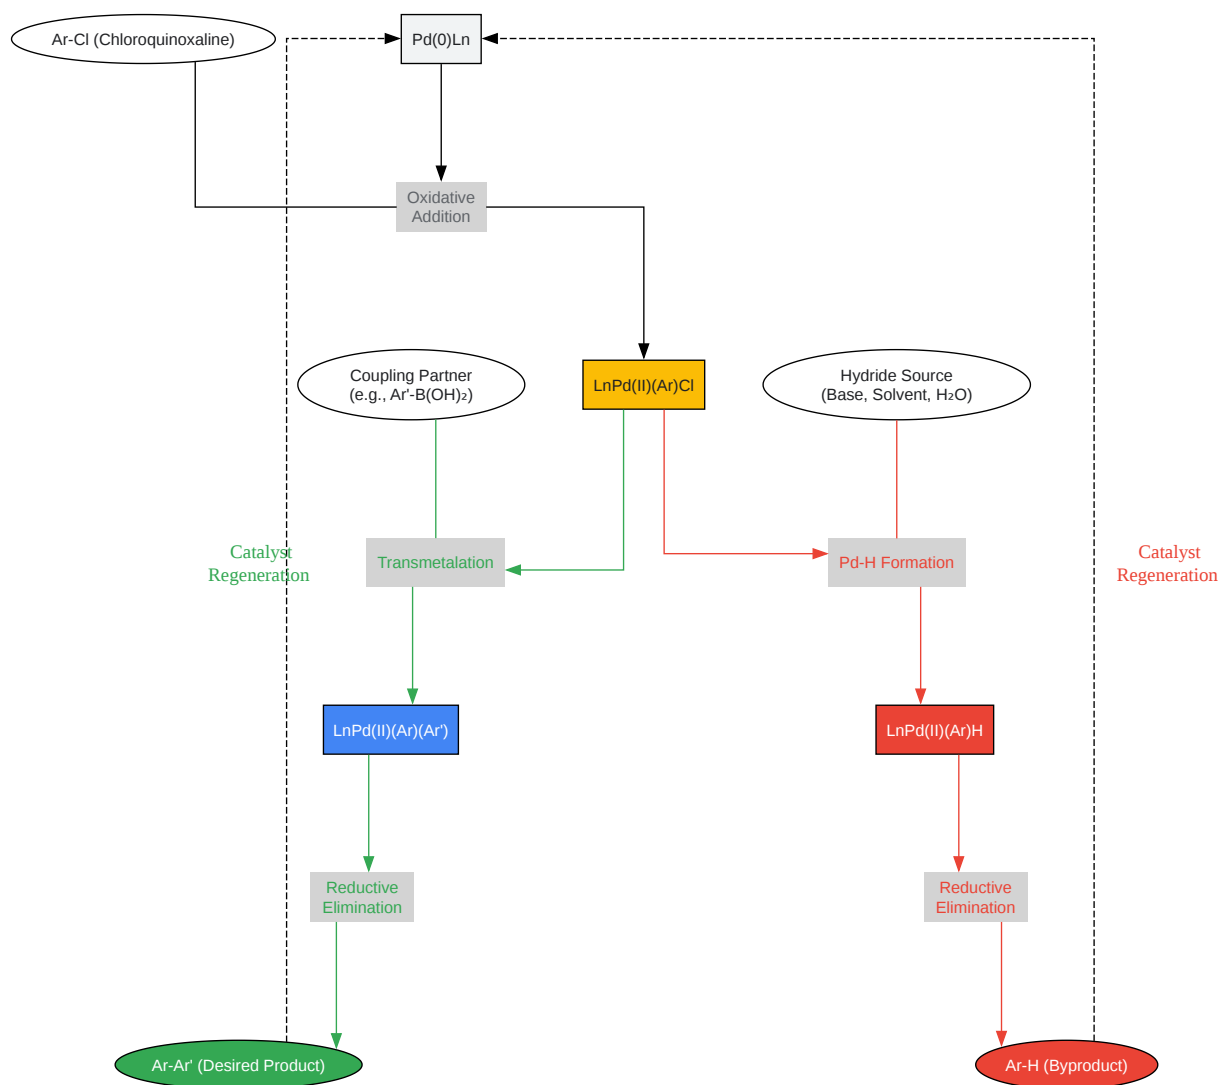 Ar-Cl (Chloroquinoxaline)
Pd(0)Ln
Oxidative
Addition
Coupling Partner
(e.g., Ar'-B(OH)₂)
LnPd(II)(Ar)Cl
Hydride Source
(Base, Solvent, H₂O)
Catalyst
Regeneration
Transmetalation
Pd-H Formation
Catalyst
Regeneration
LnPd(II)(Ar)(Ar')
LnPd(II)(Ar)H
Reductive
Elimination
Reductive
Elimination
Ar-Ar' (Desired Product)
Ar-H (Byproduct)